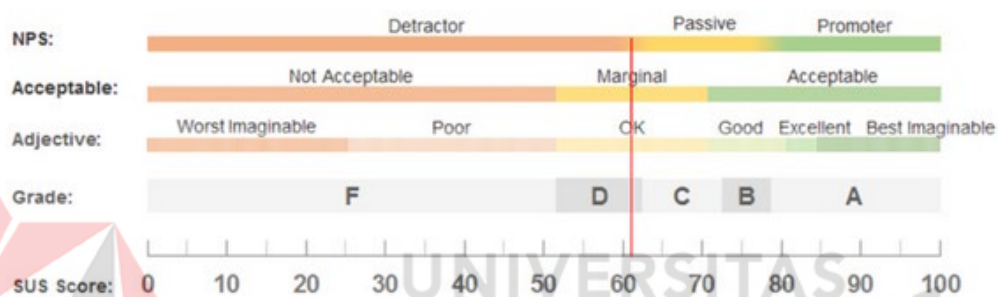 NPS: Detractor Passive Promoter
Acceptable: Not Acceptable Marginal Acceptable
Adjective: Worst Imaginable Poor OK Good Excellent Best Imaginable
Grade: F D C B A
UNIVERSITAS
SUS Score: 0 10 20 30 40 50 60 70 80 90 100